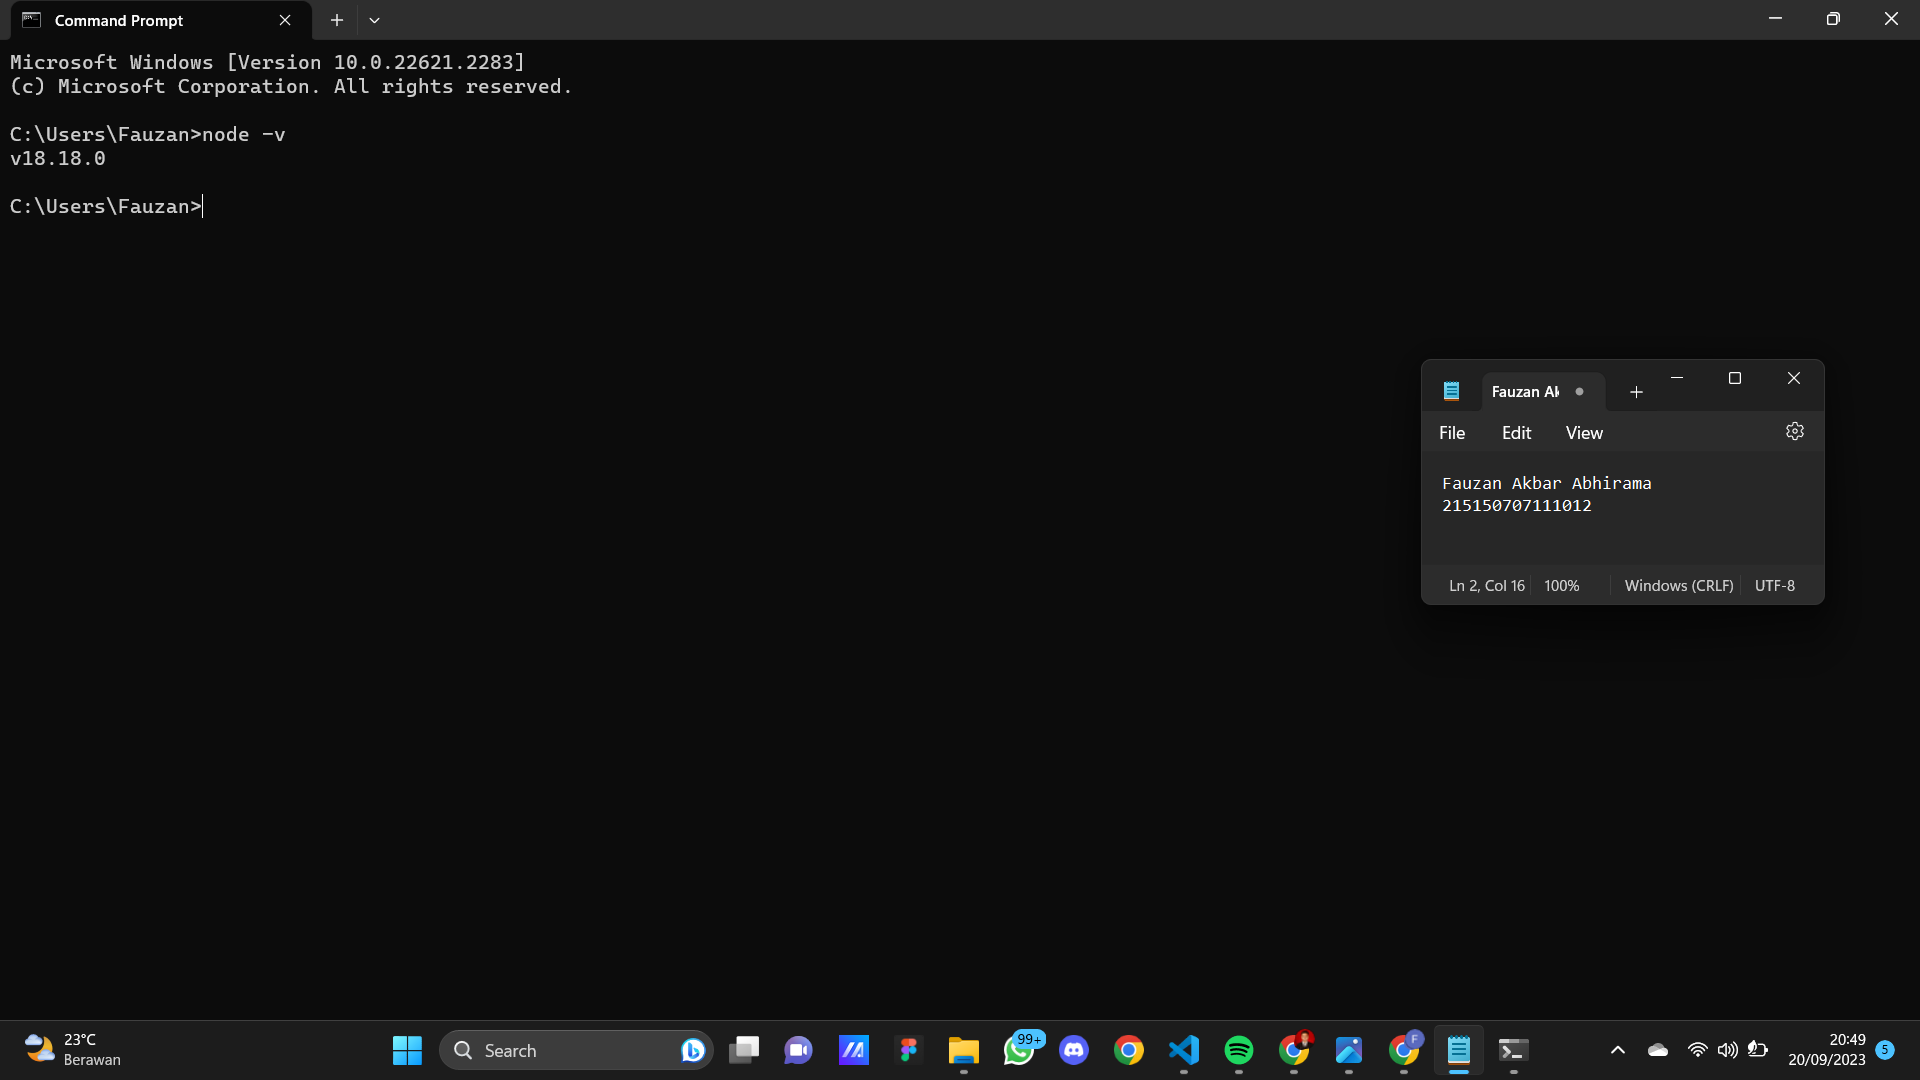 Command Prompt
Microsoft Windows [Version 10.0.22621.2283]
(c) Microsoft Corporation. All rights reserved.
C:\Users\Fauzan>node -v
v18.18.0
C:\Users\Fauzan>
Fauzan Ak
File Edit View
Fauzan Akbar Abhirama
215150707111012
Ln 2, Col 16 100% Windows (CRLF) UTF-8
23°C
Berawan
Search
99+
F
20:49
20/09/2023
5